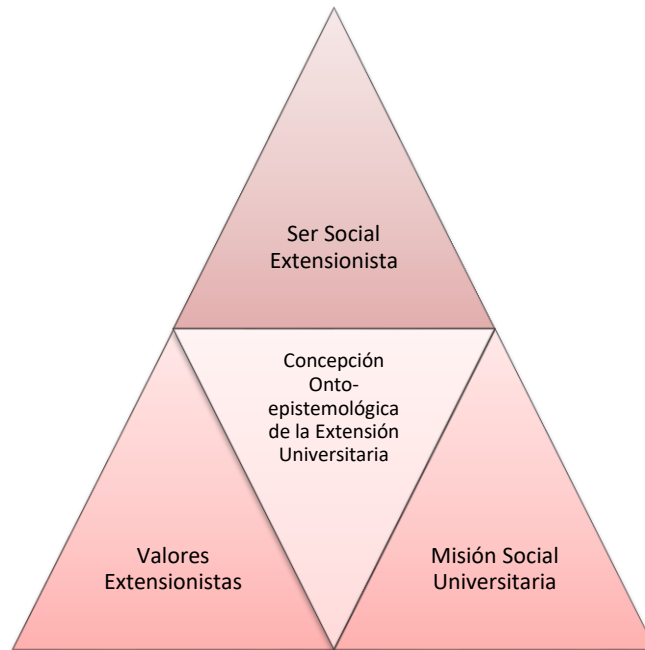 Ser Social
Extensionista
Concepción
Onto-
epistemológica
de la Extensión
Universitaria
Valores
Extensionistas
Misión Social
Universitaria